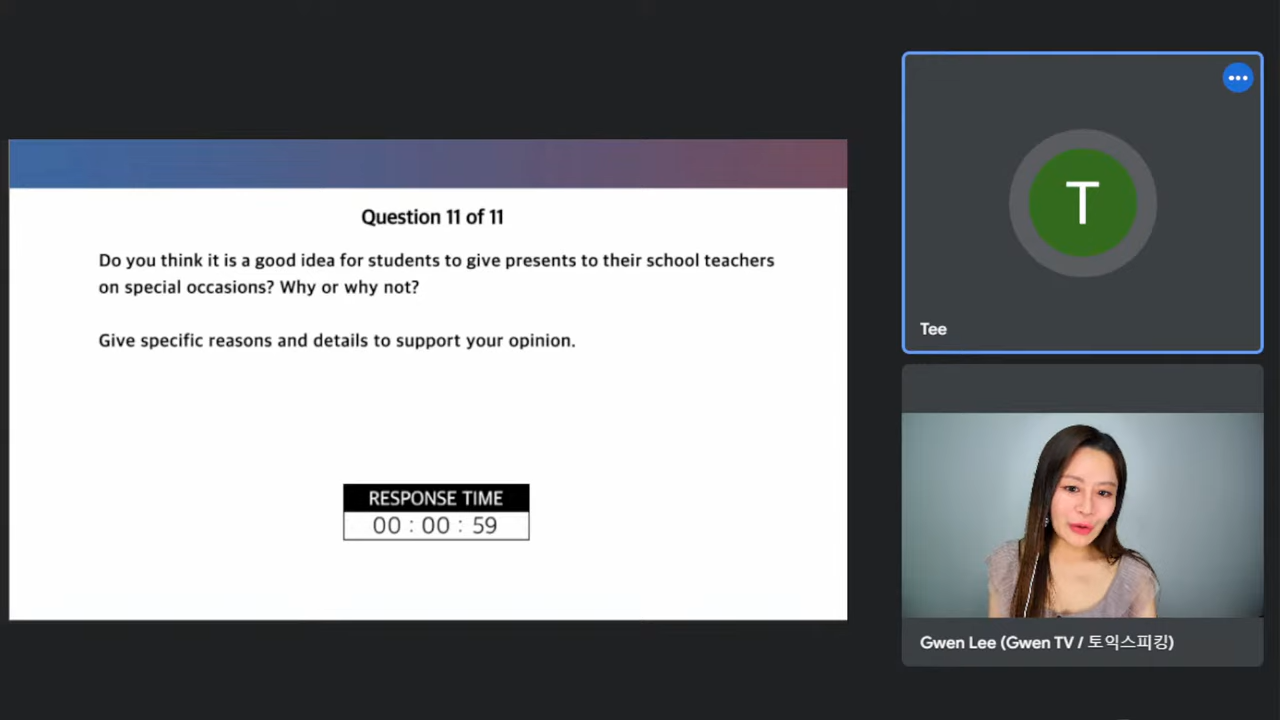 Question 11 of 11
Do you think it is a good idea for students to give presents to their school teachers
on special occasions? Why or why not?
Give specific reasons and details to support your opinion.
RESPONSE TIME
00 : 00 : 59
T
Tee
Gwen Lee (Gwen TV / 토익스피킹)